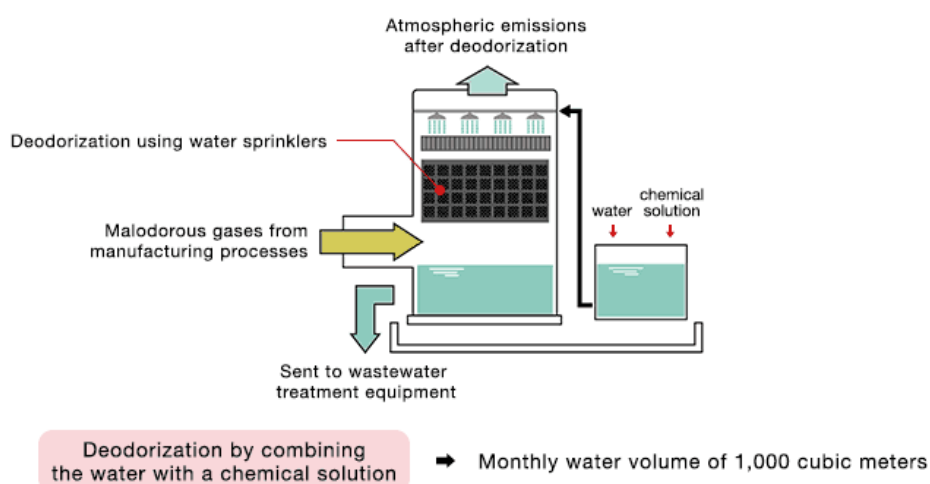 Atmospheric emissions
after deodorization
Deodorization using water sprinklers
Malodorous gases from
manufacturing processes
water
chemical
solution
Sent to wastewater
treatment equipment
Deodorization by combining
the water with a chemical solution
➡ Monthly water volume of 1,000 cubic meters